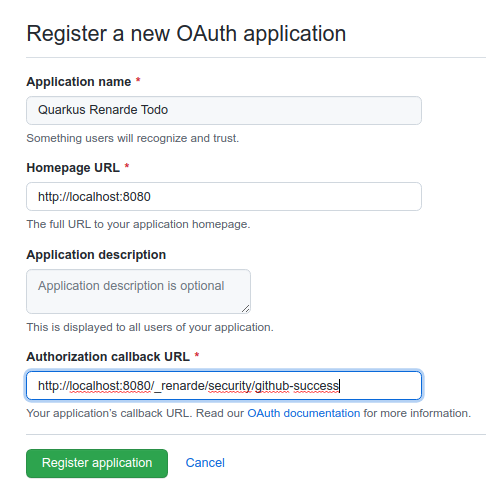 Register a new OAuth application
Application name *
Quarkus Renarde Todo
Something users will recognize and trust.
Homepage URL *
http://localhost:8080
The full URL to your application homepage.
Application description
Application description is optional
This is displayed to all users of your application.
Authorization callback URL *
http://localhost:8080/_renarde/security/github-success
Your application's callback URL. Read our OAuth documentation for more information.
Register application Cancel